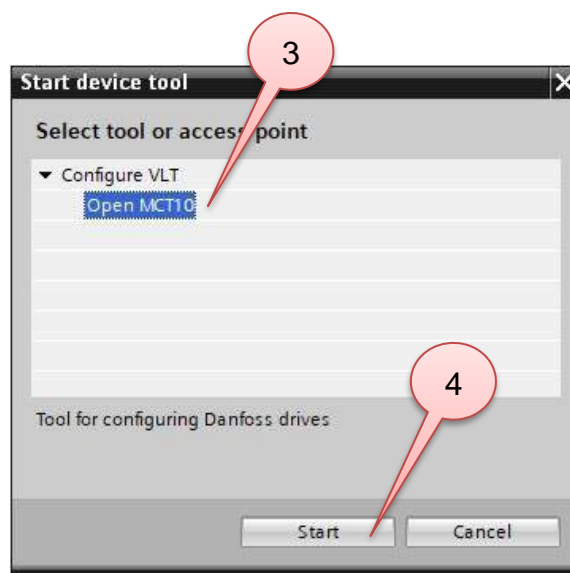 3
Start device tool
Select tool or access point
Configure VLT
Open MCT10
4
Tool for configuring Danfoss drives
Start Cancel